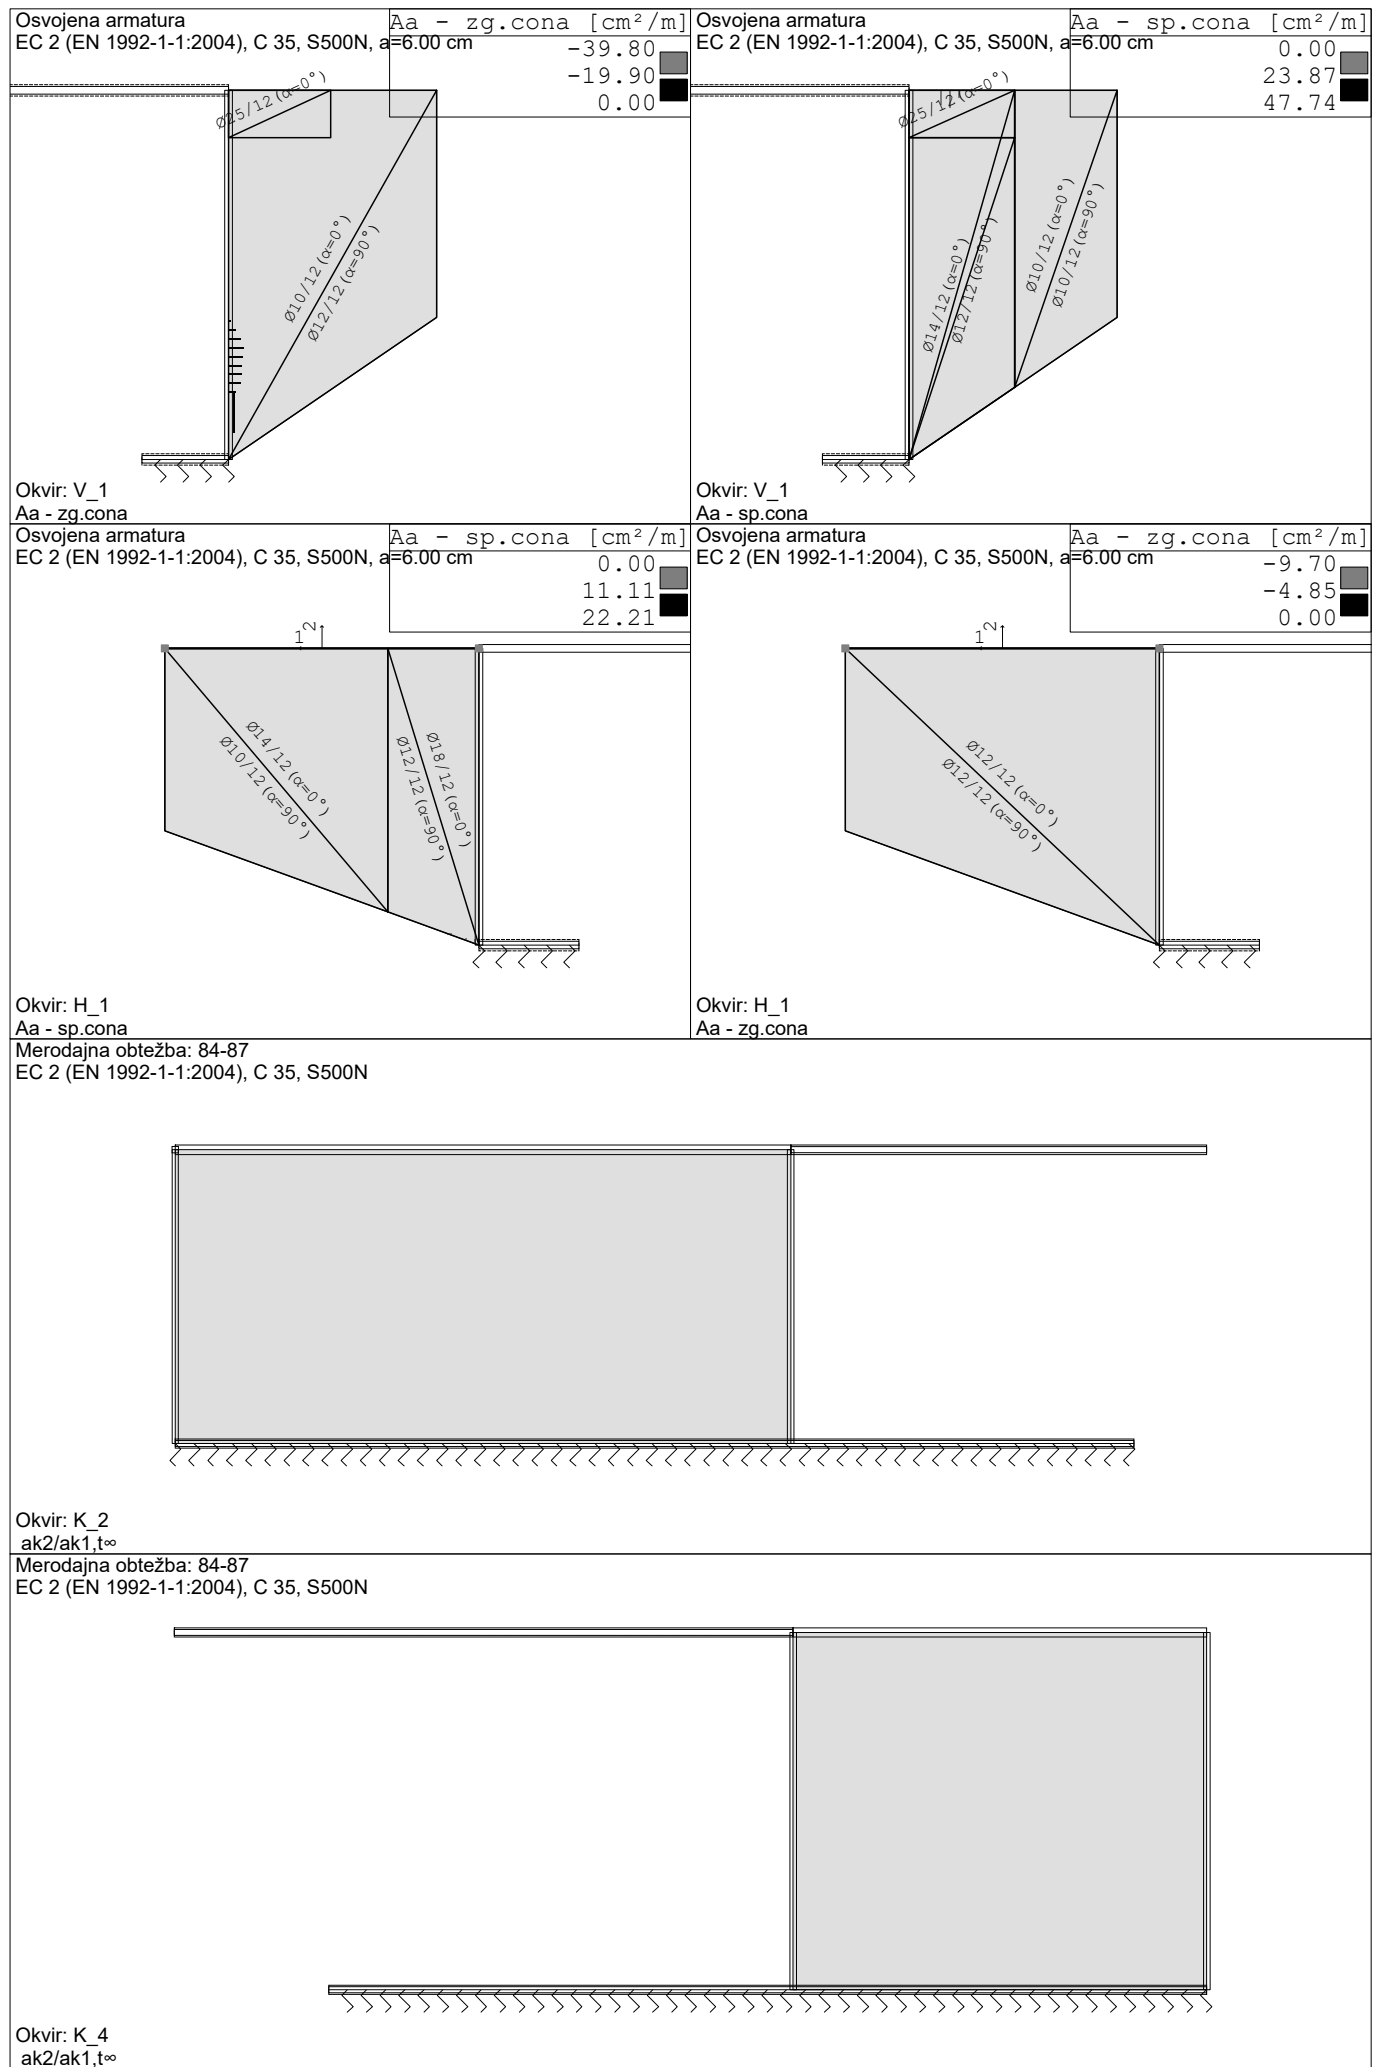 Osvojena armatura
EC 2 (EN 1992-1-1:2004), C 35, S500N, a=6.00 cm
Aa - zg.cona [cm²/m]
-39.80
-19.90
0.00
Ø25/12(α=0°)
Ø10/12(α=0°)
Ø12/12(α=90°)
Okvir: V_1
Aa - zg.cona
Osvojena armatura
EC 2 (EN 1992-1-1:2004), C 35, S500N, a=6.00 cm
Aa - sp.cona [cm²/m]
0.00
23.87
47.74
Ø25/12(α=0°)
Ø14/12(α=0°)
Ø12/12(α=90°)
Ø10/12(α=0°)
Ø10/12(α=90°)
Okvir: V_1
Aa - sp.cona
Osvojena armatura
EC 2 (EN 1992-1-1:2004), C 35, S500N, a=6.00 cm
Aa - sp.cona [cm²/m]
0.00
11.11
22.21
1 2
Ø14/12(α=0°)
Ø10/12(α=90°)
Ø18/12(α=0°)
Ø12/12(α=90°)
Okvir: H_1
Aa - sp.cona
Osvojena armatura
EC 2 (EN 1992-1-1:2004), C 35, S500N, a=6.00 cm
Aa - zg.cona [cm²/m]
-9.70
-4.85
0.00
1 2
Ø12/12(α=0°)
Ø12/12(α=90°)
Okvir: H_1
Aa - zg.cona
Merodajna obtežba: 84-87
EC 2 (EN 1992-1-1:2004), C 35, S500N
Okvir: K_2
ak2/ak1,t∞
Merodajna obtežba: 84-87
EC 2 (EN 1992-1-1:2004), C 35, S500N
Okvir: K_4
ak2/ak1,t∞